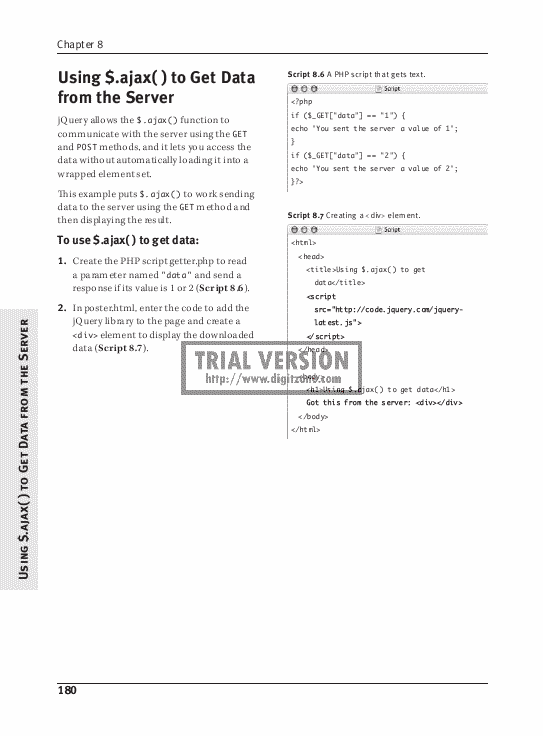 Chapter 8
Using $.ajax( ) to Get Data
from the Server
jQuery allows the $.ajax() function to
communicate with the server using the GET
and POST methods, and it lets you access the
data without automatically loading it into a
wrapped element set.
This example puts $.ajax() to work sending
data to the server using the GET method and
then displaying the result.
To use $.ajax() to get data:
1. Create the PHP script getter.php to read
a parameter named "data" and send a
response if its value is 1 or 2 (Script 8.6).
2. In poster.html, enter the code to add the
jQuery library to the page and create a
<div> element to display the downloaded
data (Script 8.7).
Script 8.6 A PHP script that gets text.
Script
<?php
if ($_GET["data"] == "1") {
echo 'You sent the server a value of 1';
}
if ($_GET["data"] == "2") {
echo 'You sent the server a value of 2';
}?>
Script 8.7 Creating a <div> element.
Script
<html>
<head>
<title>Using $.ajax() to get
data</title>
<script
src="http://code.jquery.com/jquery-
latest.js">
</script>
</head>
<body>
<h1>Using $.ajax() to get data</h1>
Got this from the server: <div></div>
</body>
</html>
TRIAL VERSION
http://www.digitzone.com
Using $.ajax( ) to Get Data from the Server
180